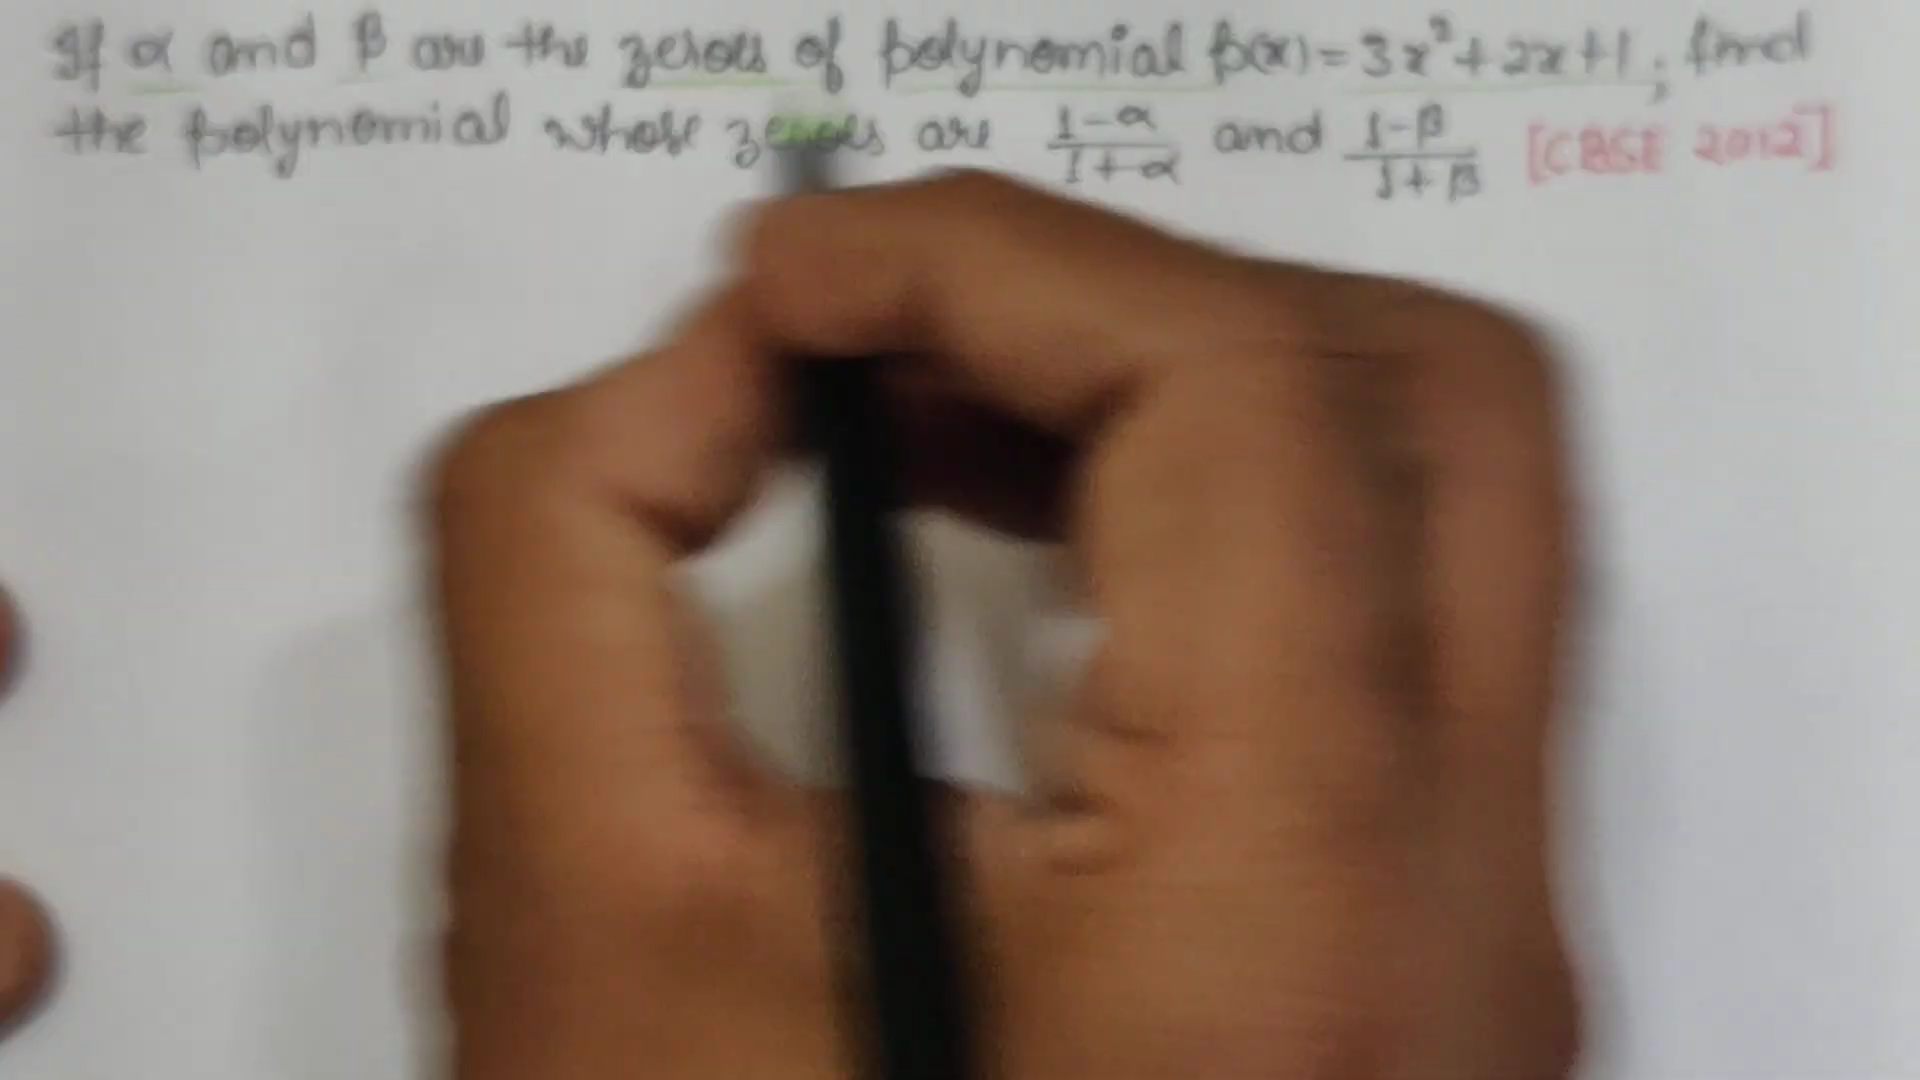 If α and β are the zeroes of polynomial p(x) = 3x² + 2x + 1; find
the polynomial whose zeroes are (1-α)/(1+α) and (1-β)/(1+β) [CBSE 2012]